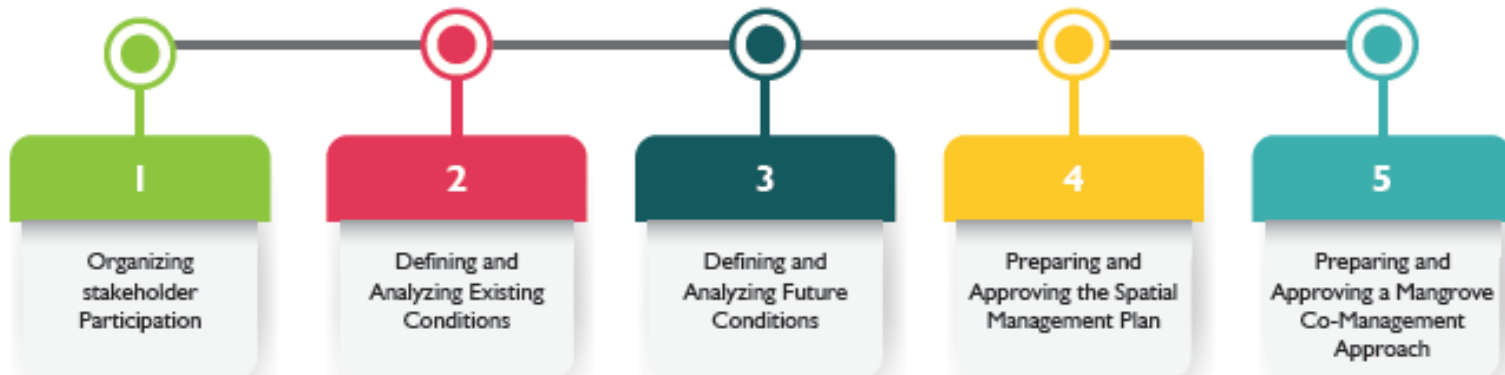 1
Organizing
stakeholder
Participation
2
Defining and
Analyzing Existing
Conditions
3
Defining and
Analyzing Future
Conditions
4
Preparing and
Approving the Spatial
Management Plan
5
Preparing and
Approving a Mangrove
Co-Management
Approach